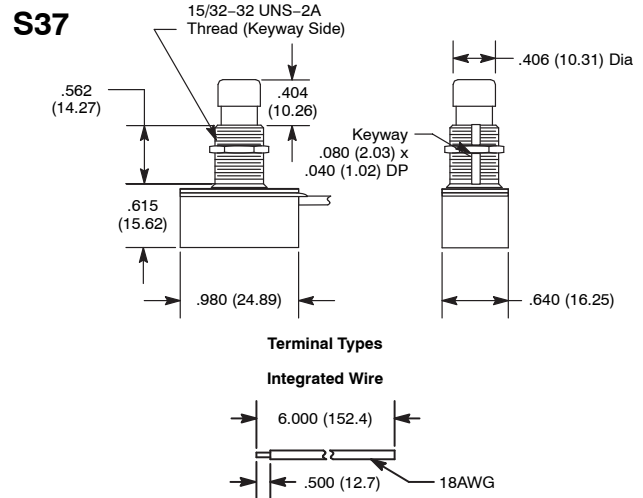 S37
15/32–32 UNS–2A
Thread (Keyway Side)
.562
(14.27)
.404
(10.26)
.406 (10.31) Dia
Keyway
.080 (2.03) x
.040 (1.02) DP
.615
(15.62)
.980 (24.89)
.640 (16.25)
Terminal Types
Integrated Wire
6.000 (152.4)
.500 (12.7)
18AWG